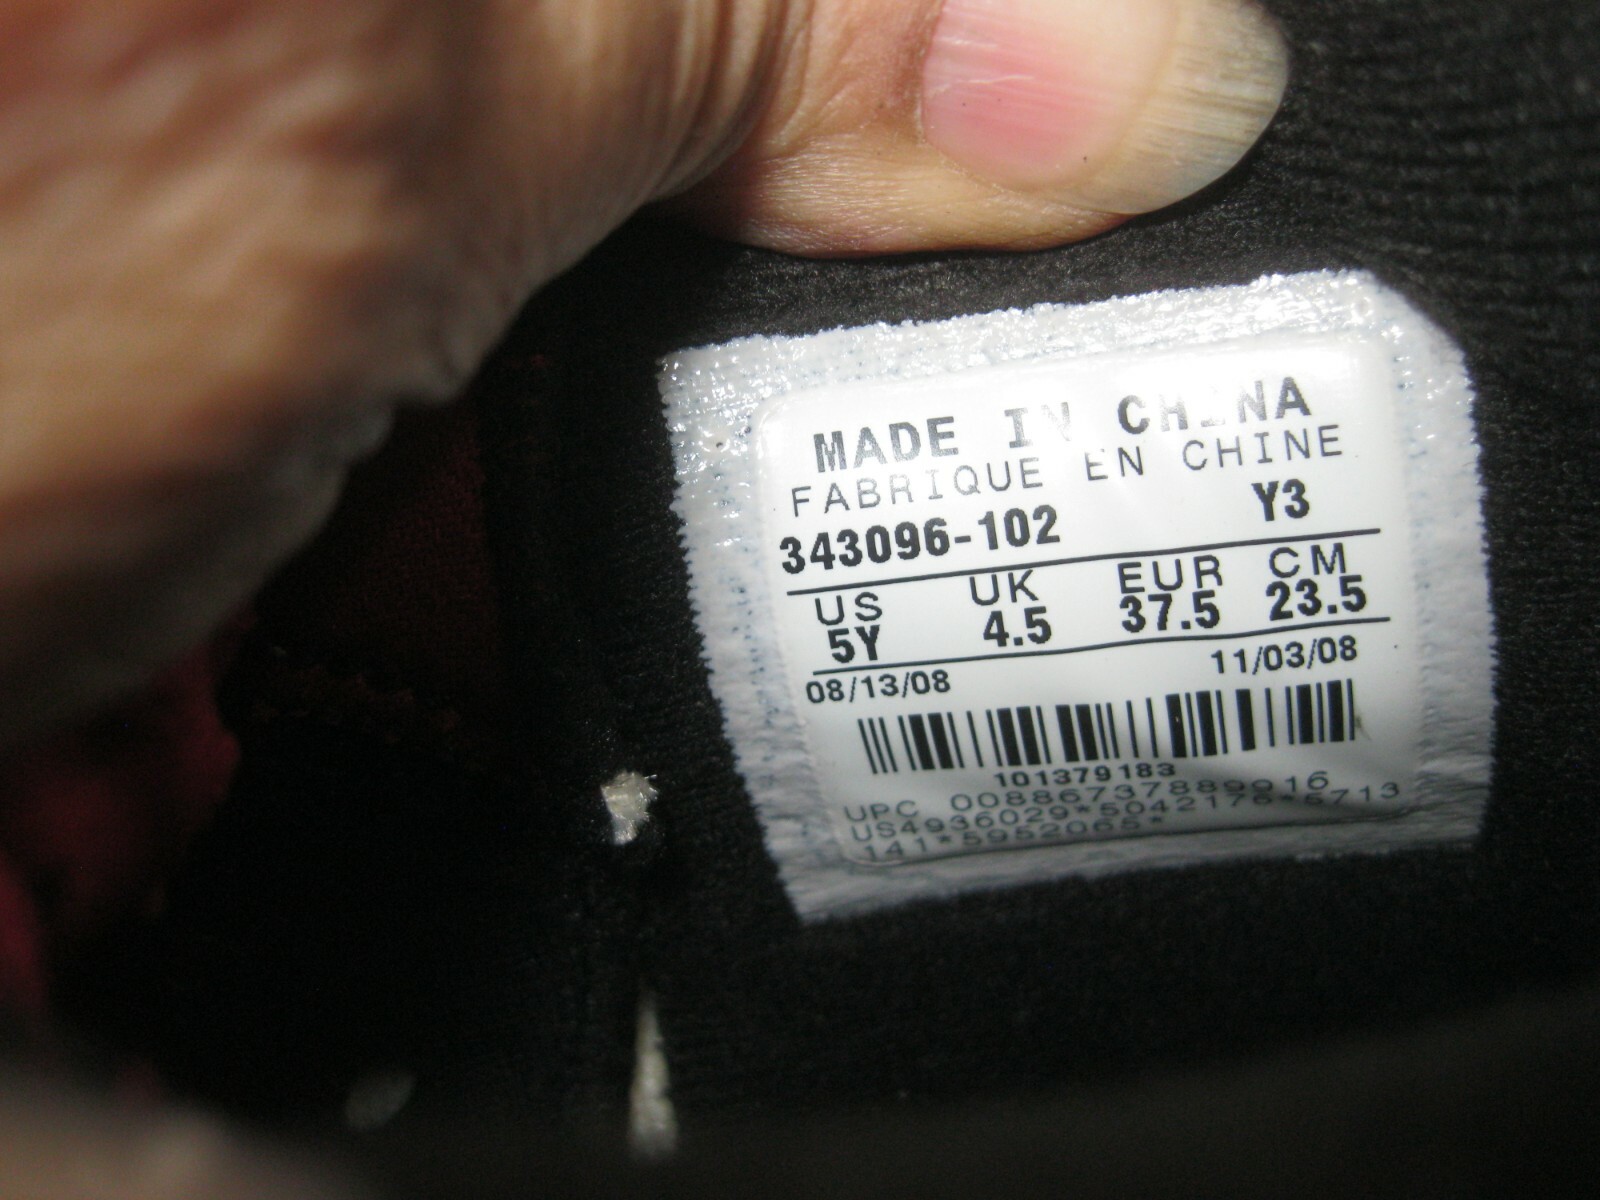 MADE IN CHINA
FABRIQUE EN CHINE
343096-102 Y3
US UK EUR CM
5Y 4.5 37.5 23.5
08/13/08 11/03/08
101379183
UPC 00886737889916
US4936029*5042176*5713
141*5952065*